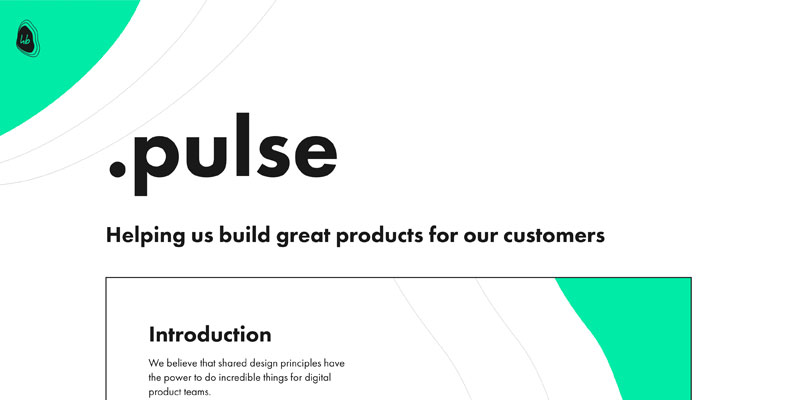 hb
.pulse
Helping us build great products for our customers
Introduction
We believe that shared design principles have
the power to do incredible things for digital
product teams.